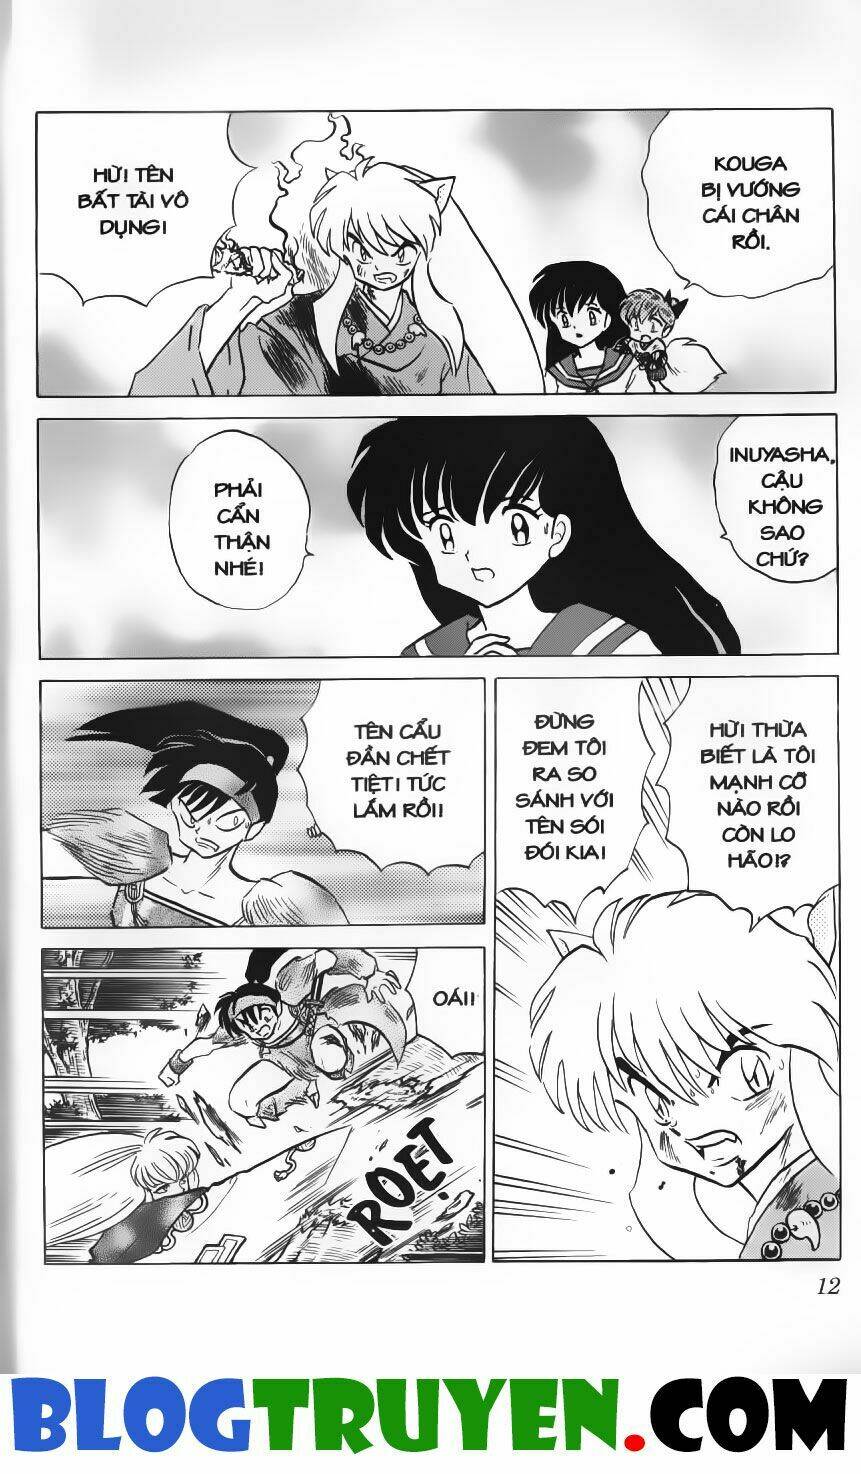 KOUGA
BỊ VƯỚNG
CÁI CHÂN
RỒI.
HỪ! TÊN
BẤT TÀI VÔ
DỤNG!
INUYASHA,
CẬU
KHÔNG
SAO
CHỨ?
PHẢI
CẨN
THẬN
NHÉ!
HỪ! THỪA
BIẾT LÀ TÔI
MẠNH CỠ
NÀO RỒI
CÒN LO
HÃO!?
ĐỪNG
ĐEM TÔI
RA SO
SÁNH VỚI
TÊN SÓI
ĐÓI KIA!
TÊN CẨU
ĐẦN CHẾT
TIỆT! TỨC
LẮM RỒI!
OÁI!
ROẸT
12
BLOGTRUYEN.COM